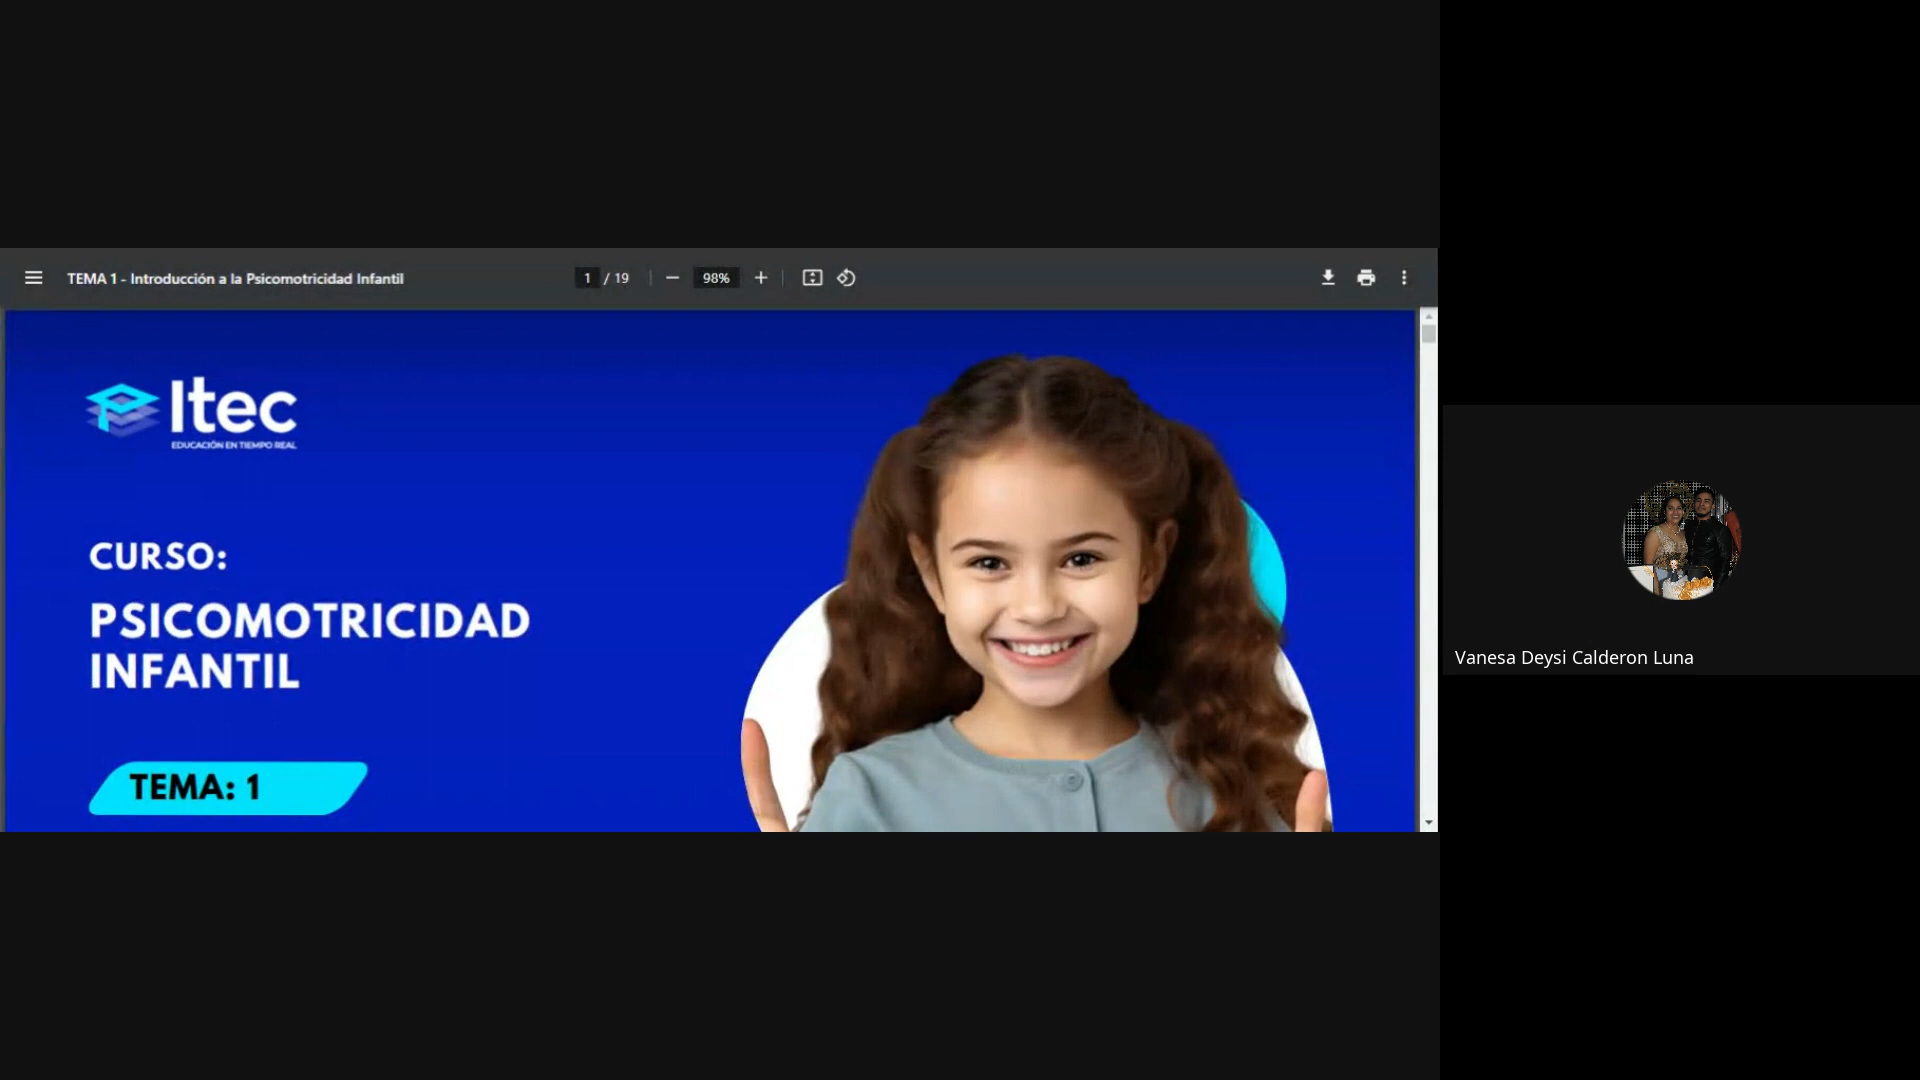 TEMA 1 - Introducción a la Psicomotricidad Infantil
1 / 19
98%
Itec
EDUCACIÓN EN TIEMPO REAL
CURSO:
PSICOMOTRICIDAD
INFANTIL
TEMA: 1
Vanesa Deysi Calderon Luna